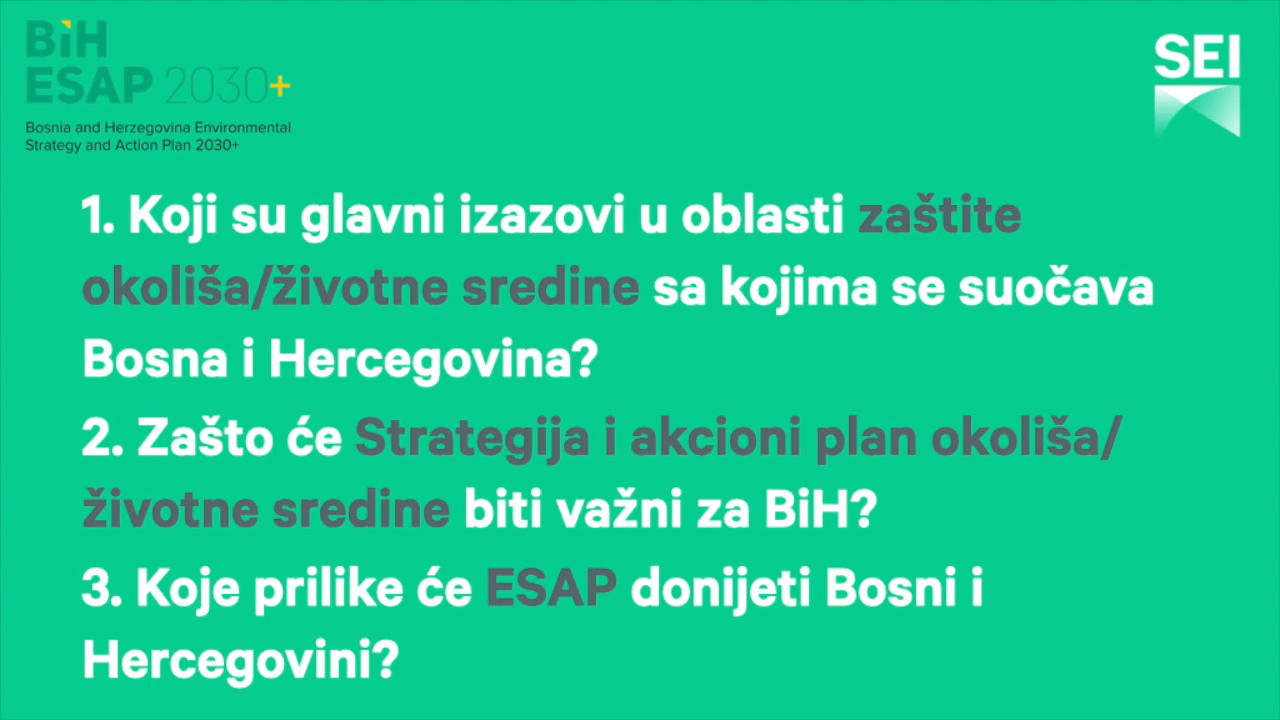 BiH
ESAP 2030+
Bosnia and Herzegovina Environmental
Strategy and Action Plan 2030+
SEI
1. Koji su glavni izazovi u oblasti zaštite
okoliša/životne sredine sa kojima se suočava
Bosna i Hercegovina?
2. Zašto će Strategija i akcioni plan okoliša/
životne sredine biti važni za BiH?
3. Koje prilike će ESAP donijeti Bosni i
Hercegovini?